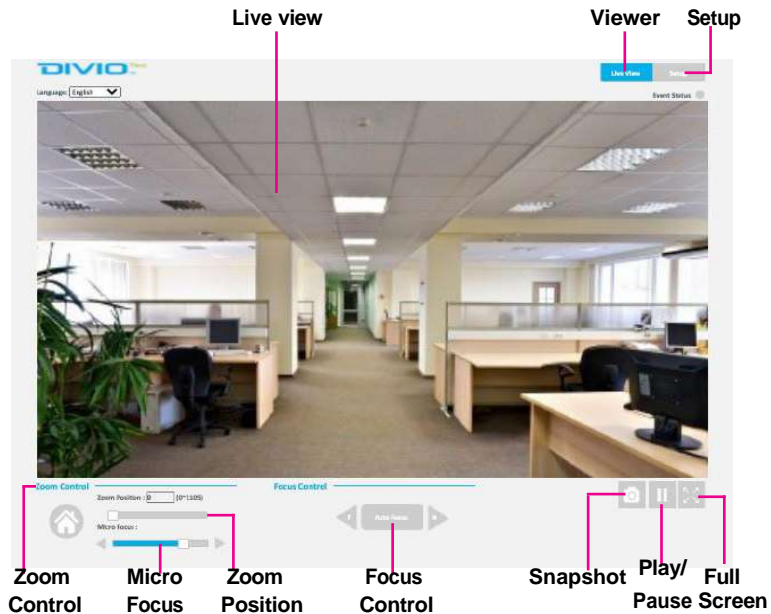 Live view Viewer Setup
DIVIO
Live View Setup
Language: English
Event Status
Zoom Control Focus Control
Zoom Position : 0 (0~1105)
Auto Focus
Micro focus :
Zoom Control
Micro Focus
Zoom Position
Focus Control
Snapshot
Play/ Pause
Full Screen